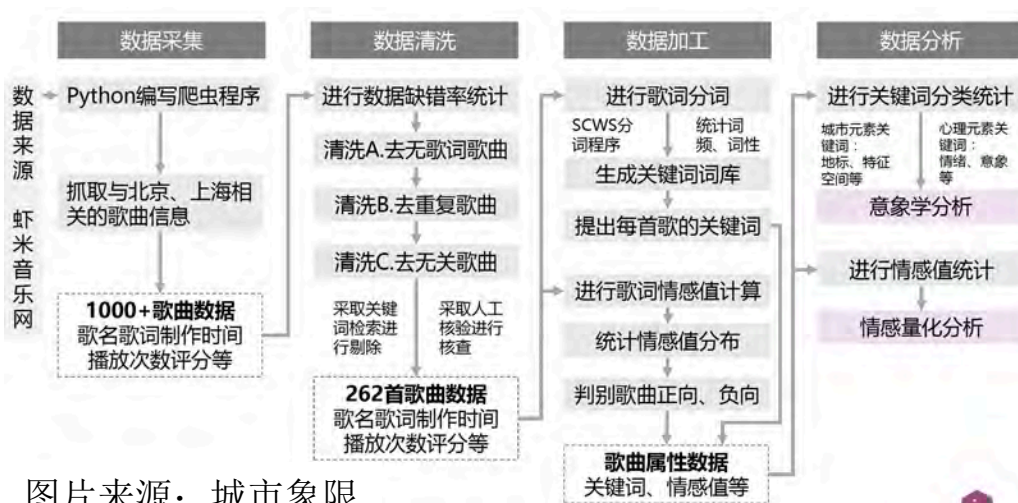 数据采集
数据清洗
数据加工
数据分析
数据来源 虾米音乐网
Python编写爬虫程序
抓取与北京、上海相
关的歌曲信息
1000+歌曲数据
歌名歌词制作时间
播放次数评分等
进行数据缺错率统计
清洗A.去无歌词歌曲
清洗B.去重复歌曲
清洗C.去无关歌曲
采取关键
词检索进
行剔除
采取人工
核验进行
核查
262首歌曲数据
歌名歌词制作时间
播放次数评分等
进行歌词分词
SCWS分
词程序
统计词
频、词性
生成关键词词库
提出每首歌的关键词
进行歌词情感值计算
统计情感值分布
判别歌曲正向、负向
歌曲属性数据
关键词、情感值等
进行关键词分类统计
城市元素关
键词：
地标、特征
空间等
心理元素关
键词：
情绪、意象
等
意象学分析
进行情感值统计
情感量化分析
图片来源：城市象限